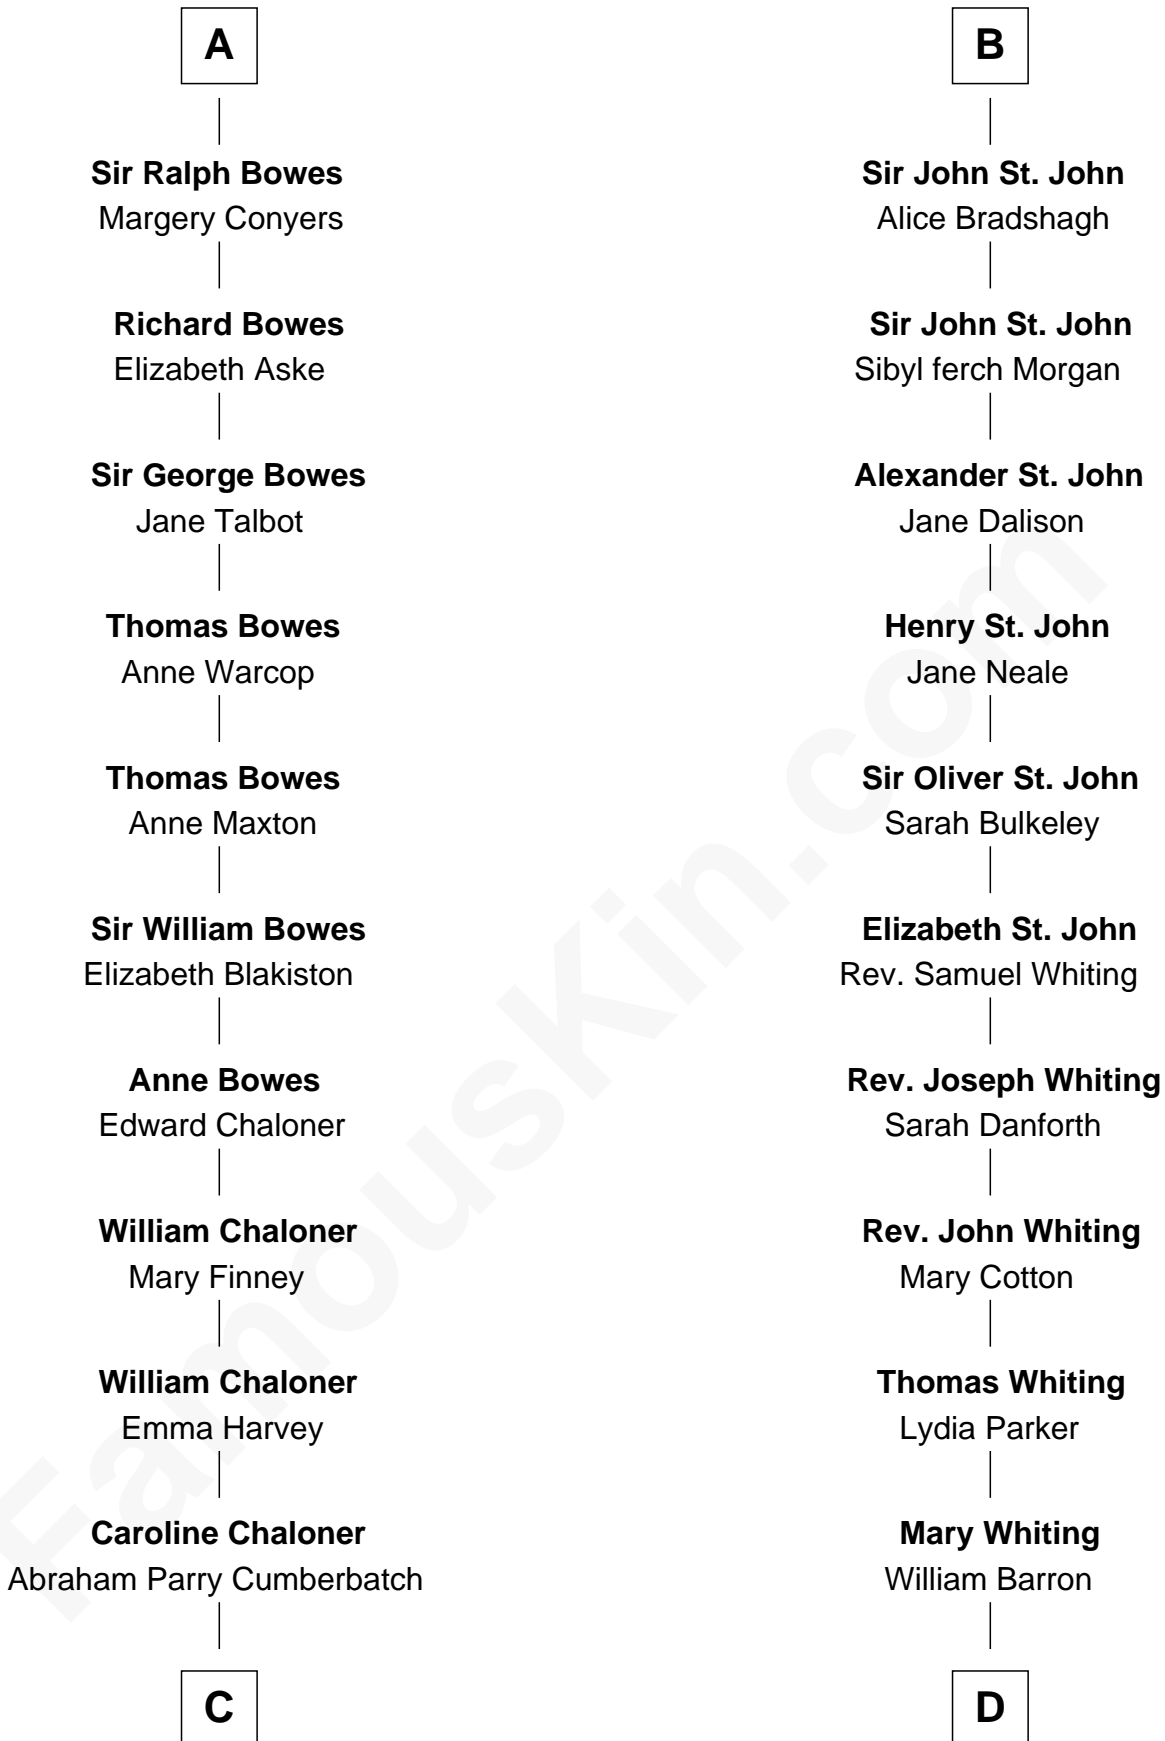 A
Sir Ralph Bowes
Margery Conyers
Richard Bowes
Elizabeth Aske
Sir George Bowes
Jane Talbot
Thomas Bowes
Anne Warcop
Thomas Bowes
Anne Maxton
Sir William Bowes
Elizabeth Blakiston
Anne Bowes
Edward Chaloner
William Chaloner
Mary Finney
William Chaloner
Emma Harvey
Caroline Chaloner
Abraham Parry Cumberbatch
C
B
Sir John St. John
Alice Bradshagh
Sir John St. John
Sibyl ferch Morgan
Alexander St. John
Jane Dalison
Henry St. John
Jane Neale
Sir Oliver St. John
Sarah Bulkeley
Elizabeth St. John
Rev. Samuel Whiting
Rev. Joseph Whiting
Sarah Danforth
Rev. John Whiting
Mary Cotton
Thomas Whiting
Lydia Parker
Mary Whiting
William Barron
D
FamousKin.com